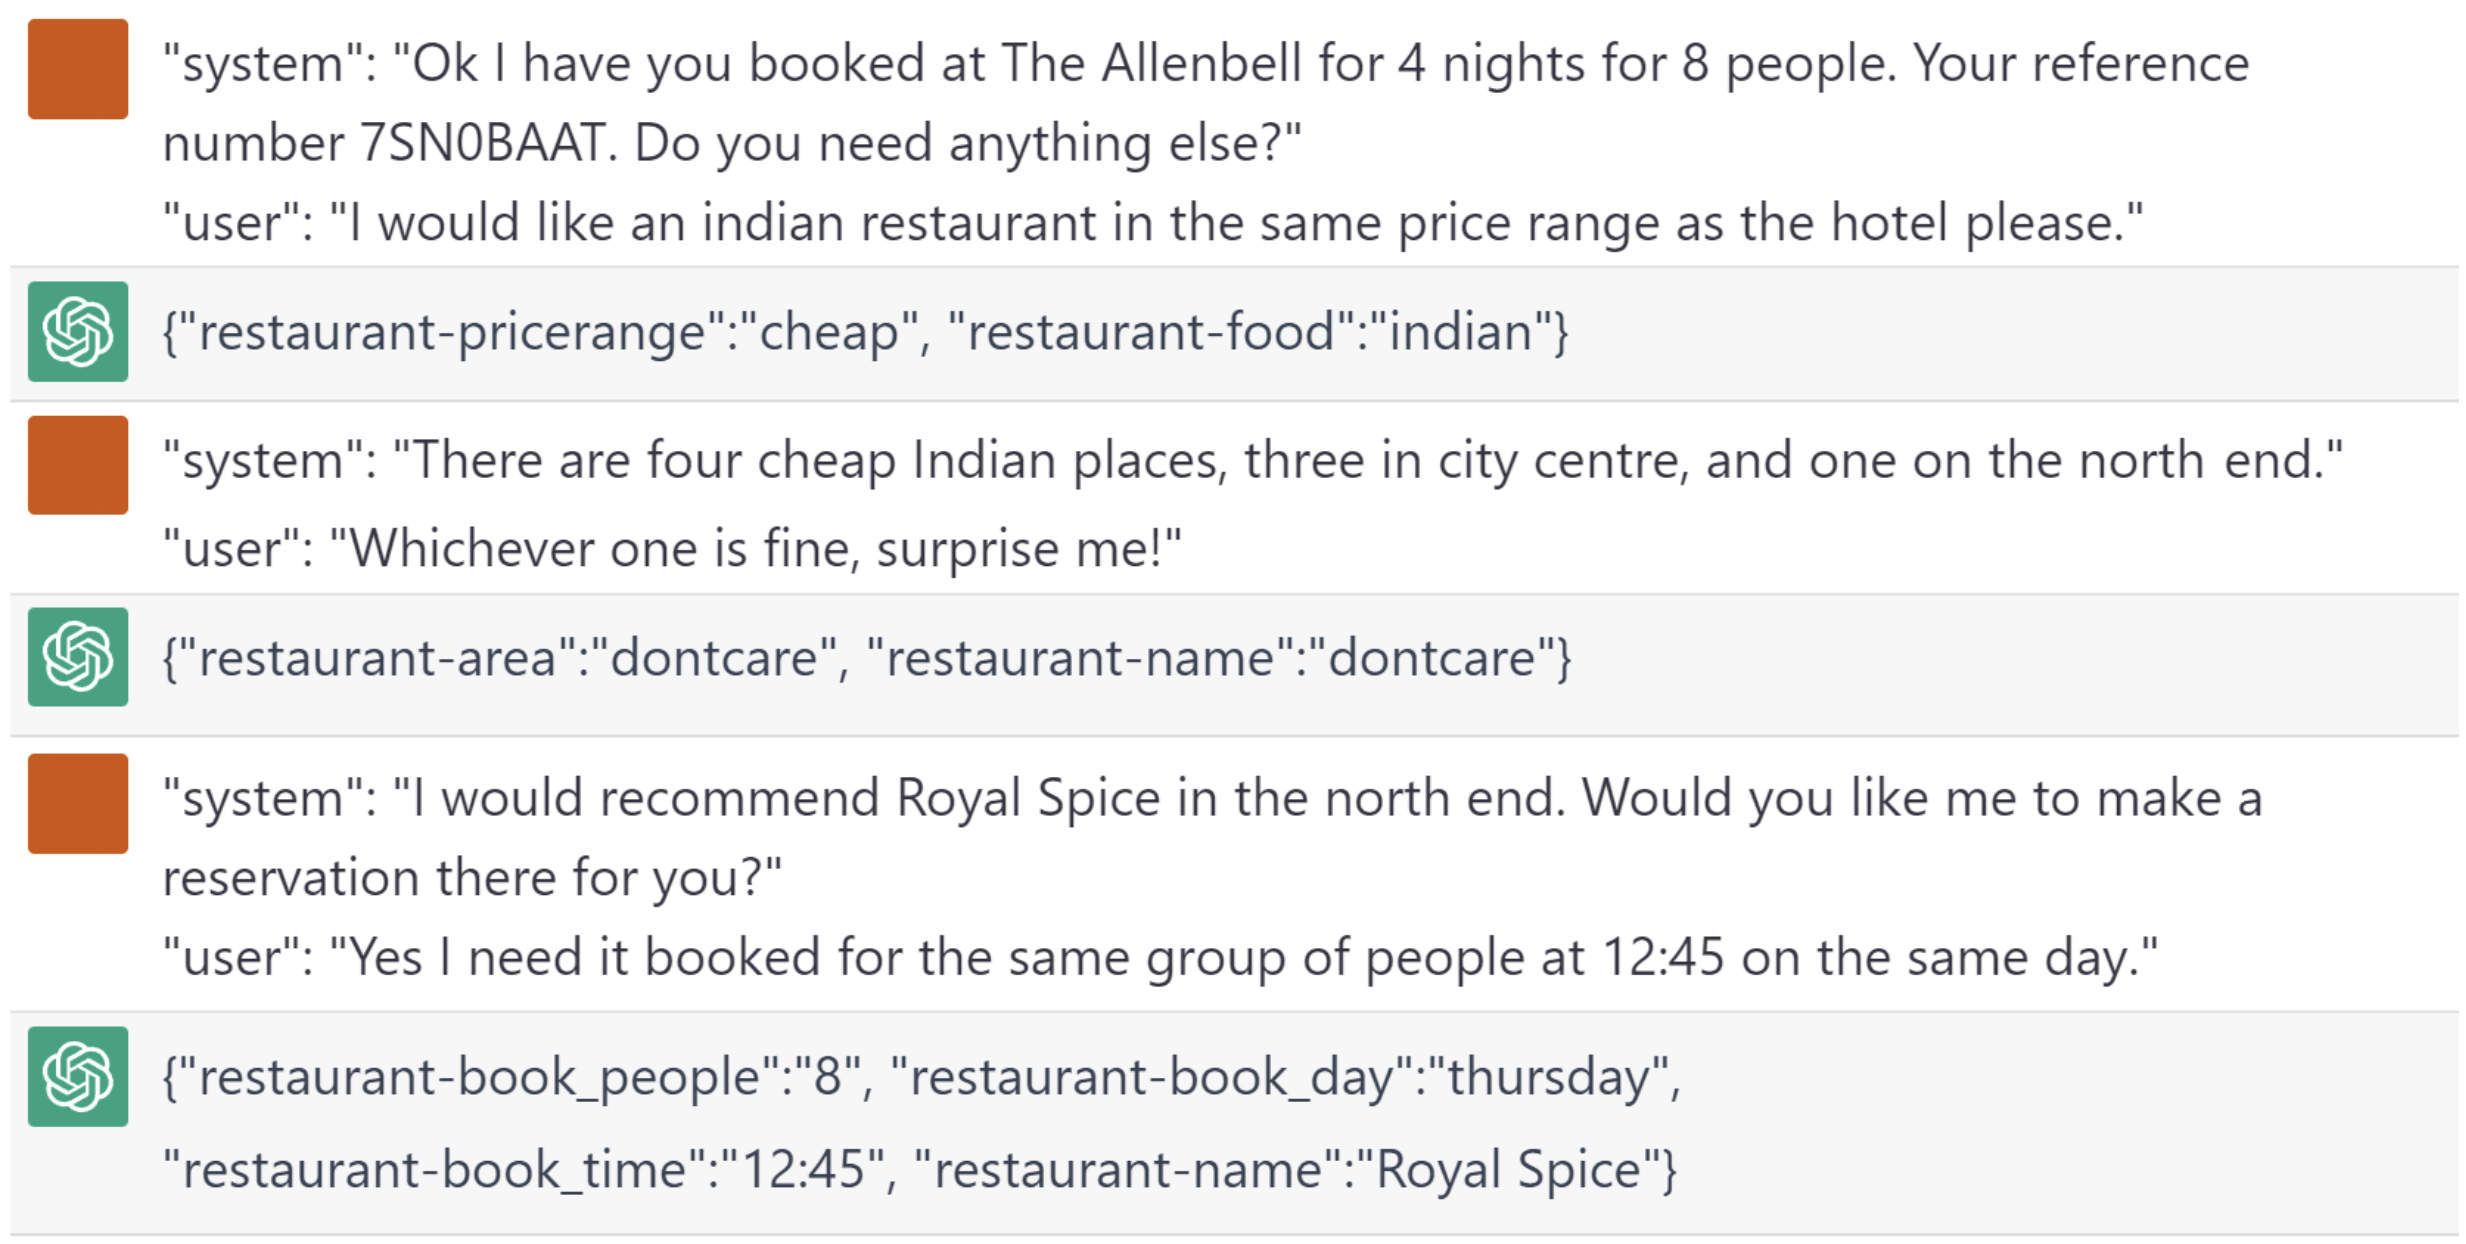 "system": "Ok I have you booked at The Allenbell for 4 nights for 8 people. Your reference
number 7SN0BAAT. Do you need anything else?"
"user": "I would like an indian restaurant in the same price range as the hotel please."
{"restaurant-pricerange":"cheap", "restaurant-food":"indian"}
"system": "There are four cheap Indian places, three in city centre, and one on the north end."
"user": "Whichever one is fine, surprise me!"
{"restaurant-area":"dontcare", "restaurant-name":"dontcare"}
"system": "I would recommend Royal Spice in the north end. Would you like me to make a
reservation there for you?"
"user": "Yes I need it booked for the same group of people at 12:45 on the same day."
{"restaurant-book_people":"8", "restaurant-book_day":"thursday",
"restaurant-book_time":"12:45", "restaurant-name":"Royal Spice"}